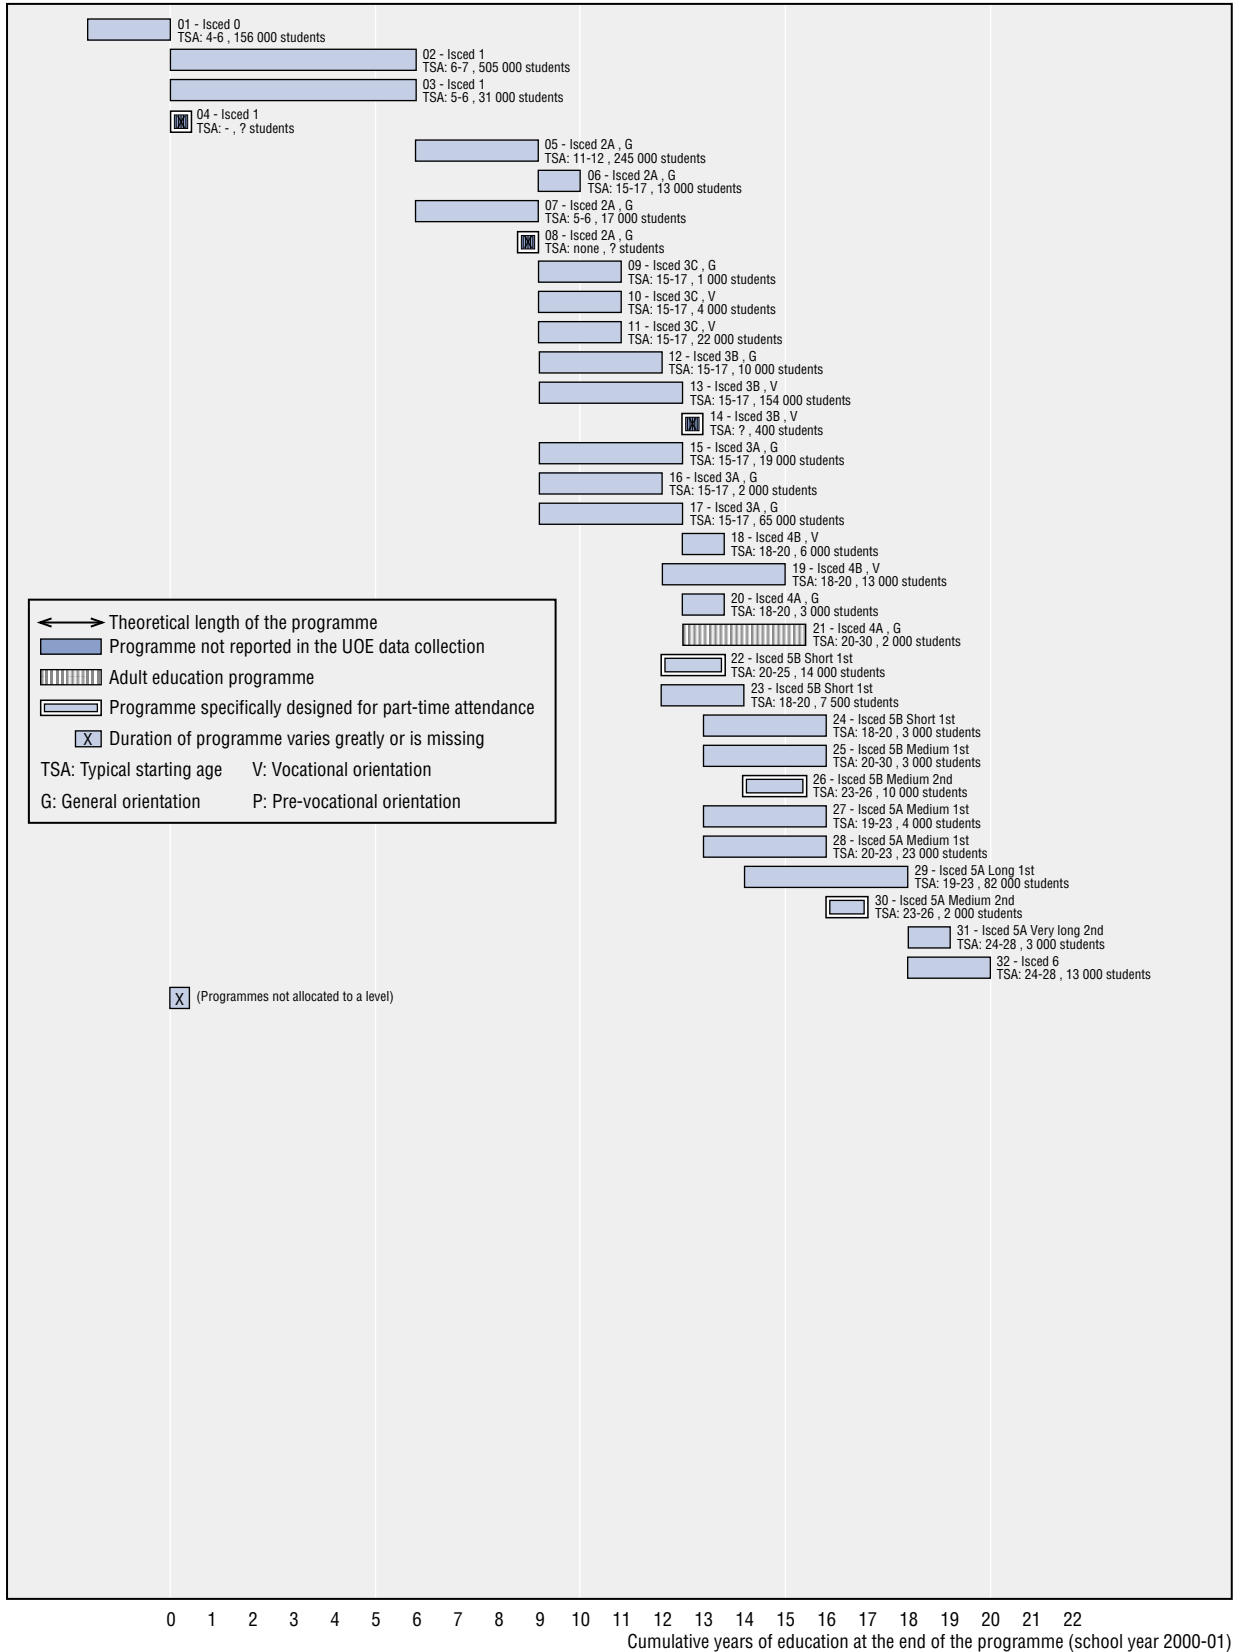 01 - Isced 0
TSA: 4-6 , 156 000 students
02 - Isced 1
TSA: 6-7 , 505 000 students
03 - Isced 1
TSA: 5-6 , 31 000 students
04 - Isced 1
TSA: - , ? students
05 - Isced 2A , G
TSA: 11-12 , 245 000 students
06 - Isced 2A , G
TSA: 15-17 , 13 000 students
07 - Isced 2A , G
TSA: 5-6 , 17 000 students
08 - Isced 2A , G
TSA: none , ? students
09 - Isced 3C , G
TSA: 15-17 , 1 000 students
10 - Isced 3C , V
TSA: 15-17 , 4 000 students
11 - Isced 3C , V
TSA: 15-17 , 22 000 students
12 - Isced 3B , G
TSA: 15-17 , 10 000 students
13 - Isced 3B , V
TSA: 15-17 , 154 000 students
14 - Isced 3B , V
TSA: ? , 400 students
15 - Isced 3A , G
TSA: 15-17 , 19 000 students
16 - Isced 3A , G
TSA: 15-17 , 2 000 students
17 - Isced 3A , G
TSA: 15-17 , 65 000 students
18 - Isced 4B , V
TSA: 18-20 , 6 000 students
19 - Isced 4B , V
TSA: 18-20 , 13 000 students
20 - Isced 4A , G
TSA: 18-20 , 3 000 students
21 - Isced 4A , G
TSA: 20-30 , 2 000 students
22 - Isced 5B Short 1st
TSA: 20-25 , 14 000 students
23 - Isced 5B Short 1st
TSA: 18-20 , 7 500 students
24 - Isced 5B Short 1st
TSA: 18-20 , 3 000 students
25 - Isced 5B Medium 1st
TSA: 20-30 , 3 000 students
26 - Isced 5B Medium 2nd
TSA: 23-26 , 10 000 students
27 - Isced 5A Medium 1st
TSA: 19-23 , 4 000 students
28 - Isced 5A Medium 1st
TSA: 20-23 , 23 000 students
29 - Isced 5A Long 1st
TSA: 19-23 , 82 000 students
30 - Isced 5A Medium 2nd
TSA: 23-26 , 2 000 students
31 - Isced 5A Very long 2nd
TSA: 24-28 , 3 000 students
32 - Isced 6
TSA: 24-28 , 13 000 students
X (Programmes not allocated to a level)
Theoretical length of the programme
Programme not reported in the UOE data collection
Adult education programme
Programme specifically designed for part-time attendance
X Duration of programme varies greatly or is missing
TSA: Typical starting age V: Vocational orientation
G: General orientation P: Pre-vocational orientation
0 1 2 3 4 5 6 7 8 9 10 11 12 13 14 15 16 17 18 19 20 21 22
Cumulative years of education at the end of the programme (school year 2000-01)